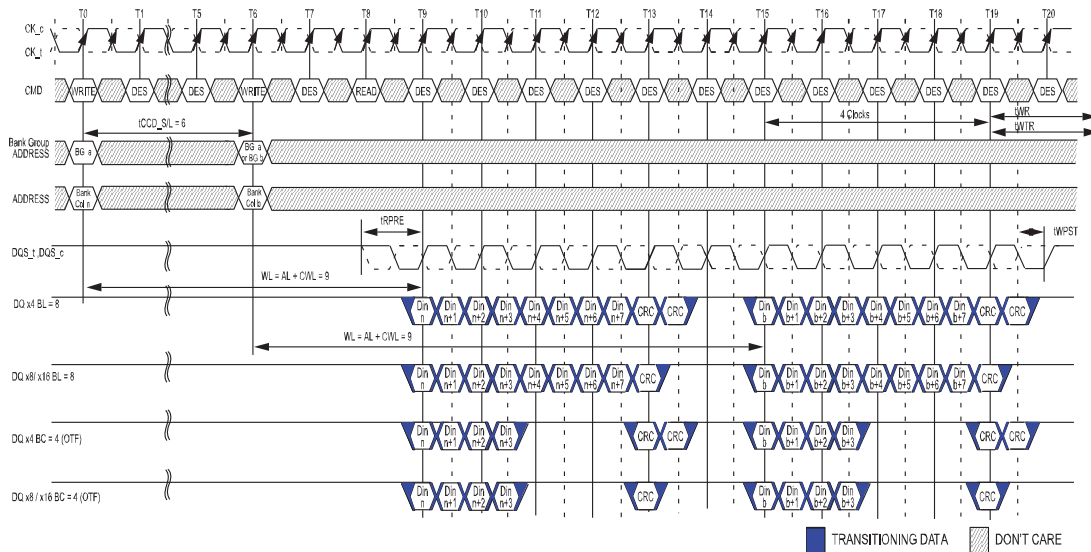 T0 T1 T5 T6 T7 T8 T9 T10 T11 T12 T13 T14 T15 T16 T17 T18 T19 T20
CK_c
CK_t
CMD WRITE DES DES WRITE DES READ DES DES DES DES DES DES DES DES DES DES DES DES
tCCD_S/L = 6 4 Clocks tWR
tWTR
Bank Group
ADDRESS
BG a
BG a
or BG b
ADDRESS
Bank
Col n
Bank
Col b
tRPRE tWPST
DQS_t ,DQS_c
WL = AL + CWL = 9
DQ x4 BL = 8
Din n Din n+1 Din n+2 Din n+3 Din n+4 Din n+5 Din n+6 Din n+7 CRC CRC Din b Din b+1 Din b+2 Din b+3 Din b+4 Din b+5 Din b+6 Din b+7 CRC CRC
WL = AL + CWL = 9
DQ x8/ x16 BL = 8
Din n Din n+1 Din n+2 Din n+3 Din n+4 Din n+5 Din n+6 Din n+7 CRC Din b Din b+1 Din b+2 Din b+3 Din b+4 Din b+5 Din b+6 Din b+7 CRC
DQ x4 BC = 4 (OTF)
Din n Din n+1 Din n+2 Din n+3 CRC CRC Din b Din b+1 Din b+2 Din b+3 CRC CRC
DQ x8 / x16 BC = 4 (OTF)
Din n Din n+1 Din n+2 Din n+3 CRC Din b Din b+1 Din b+2 Din b+3 CRC
TRANSITIONING DATA DON'T CARE